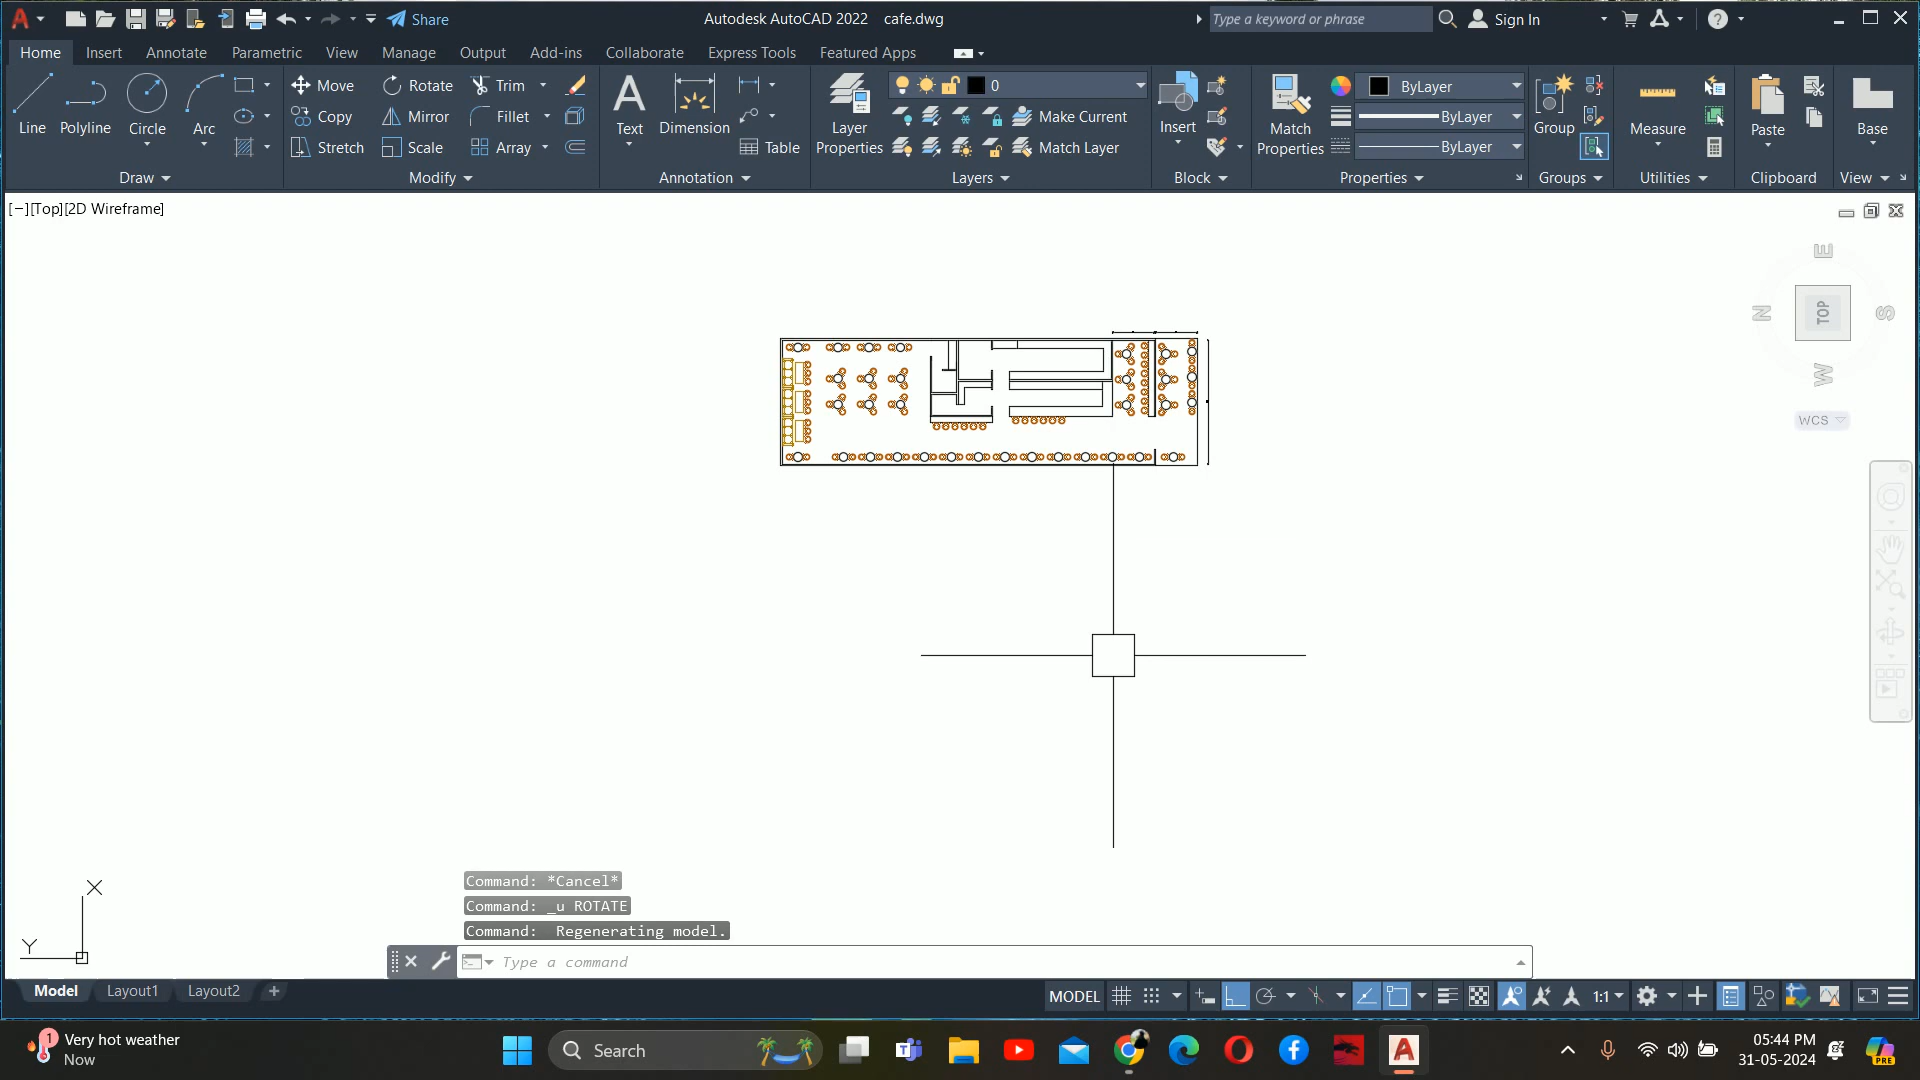 Share
Autodesk AutoCAD 2022 cafe.dwg
Type a keyword or phrase
Sign In
Home Insert Annotate Parametric View Manage Output Add-ins Collaborate Express Tools Featured Apps
Line
Polyline
Circle
Arc
Draw
Move
Rotate
Trim
Copy
Mirror
Fillet
Stretch
Scale
Array
Modify
Text
Dimension
Table
Annotation
Layer
Properties
0
Make Current
Match Layer
Layers
Insert
Block
Match
Properties
ByLayer
ByLayer
ByLayer
Properties
Group
Groups
Measure
Utilities
Paste
Clipboard
Base
View
[−][Top][2D Wireframe]
E
N
TOP
S
W
WCS
X
Y
Command: *Cancel*
Command: _u ROTATE
Command: Regenerating model.
Type a command
Model Layout1 Layout2
MODEL
1:1
1
Very hot weather
Now
Search
05:44 PM
31-05-2024
PRE